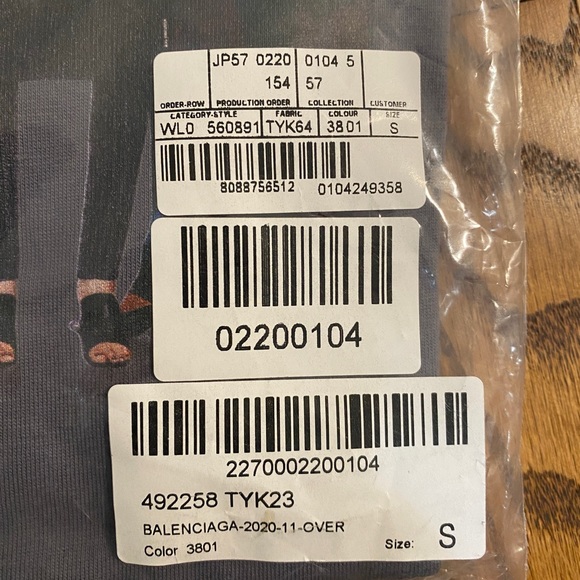 JP57 0220 0104 5
154 57
ORDER-ROW PRODUCTION ORDER COLLECTION CUSTOMER
CATEGORY-STYLE FABRIC COLOUR SIZE
WL0 560891 TYK64 3801 S
8088756512 0104249358
02200104
2270002200104
492258 TYK23
BALENCIAGA-2020-11-OVER
Color 3801 Size: S